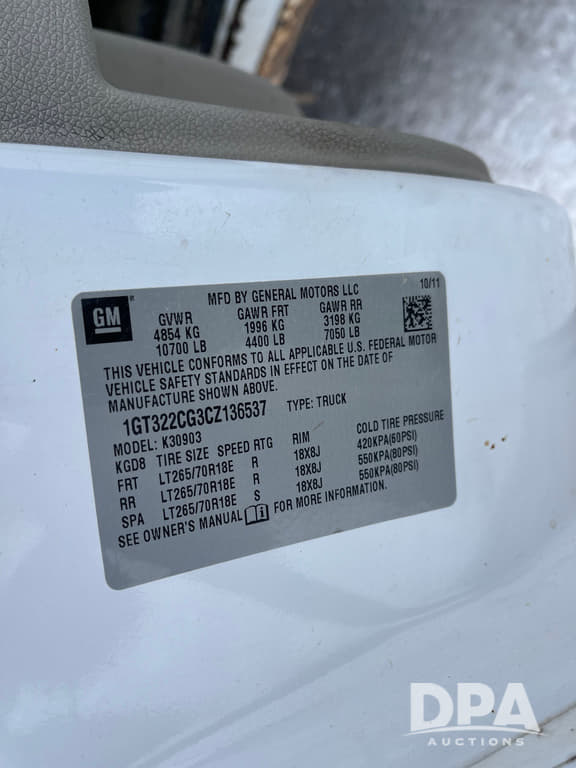 GM
MFD BY GENERAL MOTORS LLC 10/11
GVWR GAWR FRT GAWR RR
4854 KG 1996 KG 3198 KG
10700 LB 4400 LB 7050 LB
THIS VEHICLE CONFORMS TO ALL APPLICABLE U.S. FEDERAL MOTOR
VEHICLE SAFETY STANDARDS IN EFFECT ON THE DATE OF
MANUFACTURE SHOWN ABOVE.
1GT322CG3CZ136537 TYPE: TRUCK
MODEL: K30903
KGD8 TIRE SIZE SPEED RTG RIM COLD TIRE PRESSURE
FRT LT265/70R18E R 18X8J 420KPA(60PSI)
RR LT265/70R18E R 18X8J 550KPA(80PSI)
SPA LT265/70R18E S 18X8J 550KPA(80PSI)
SEE OWNER'S MANUAL FOR MORE INFORMATION.
DPA
AUCTIONS